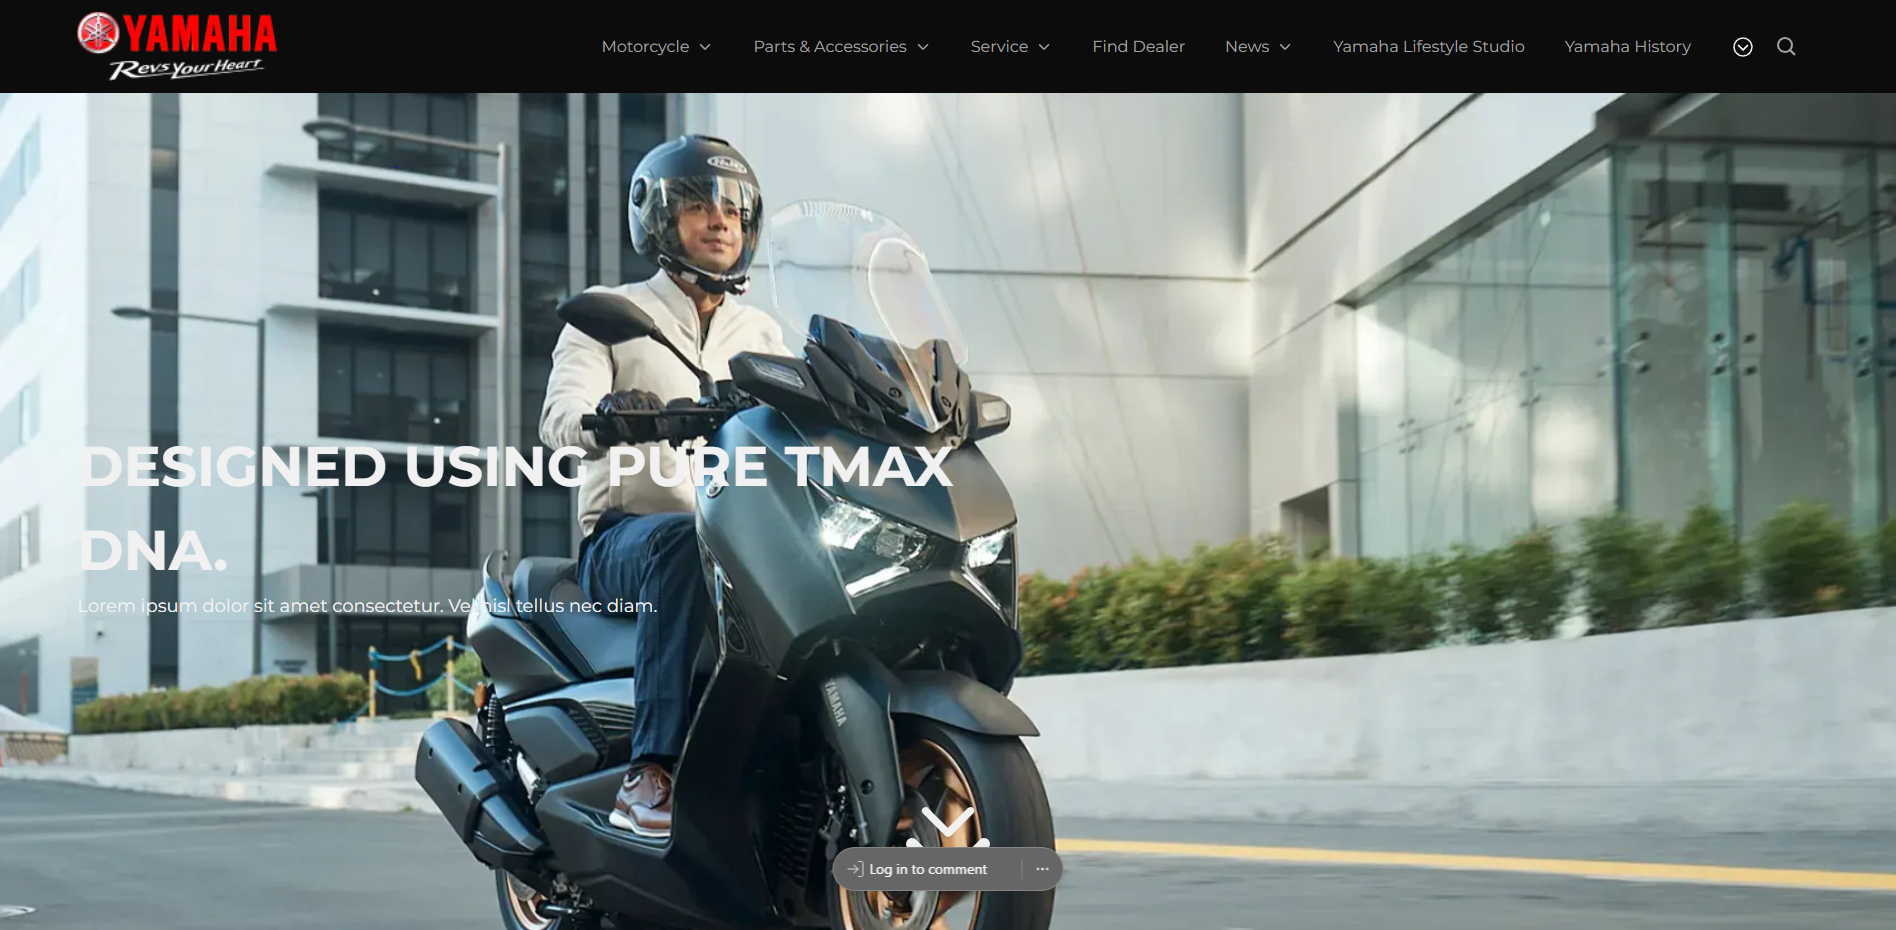 YAMAHA
Revs Your Heart
Motorcycle
Parts & Accessories
Service
Find Dealer
News
Yamaha Lifestyle Studio
Yamaha History
HJC
DESIGNED USING PURE TMAX
DNA.
Lorem ipsum dolor sit amet consectetur. Vel nisl tellus nec diam.
YAMAHA
Log in to comment